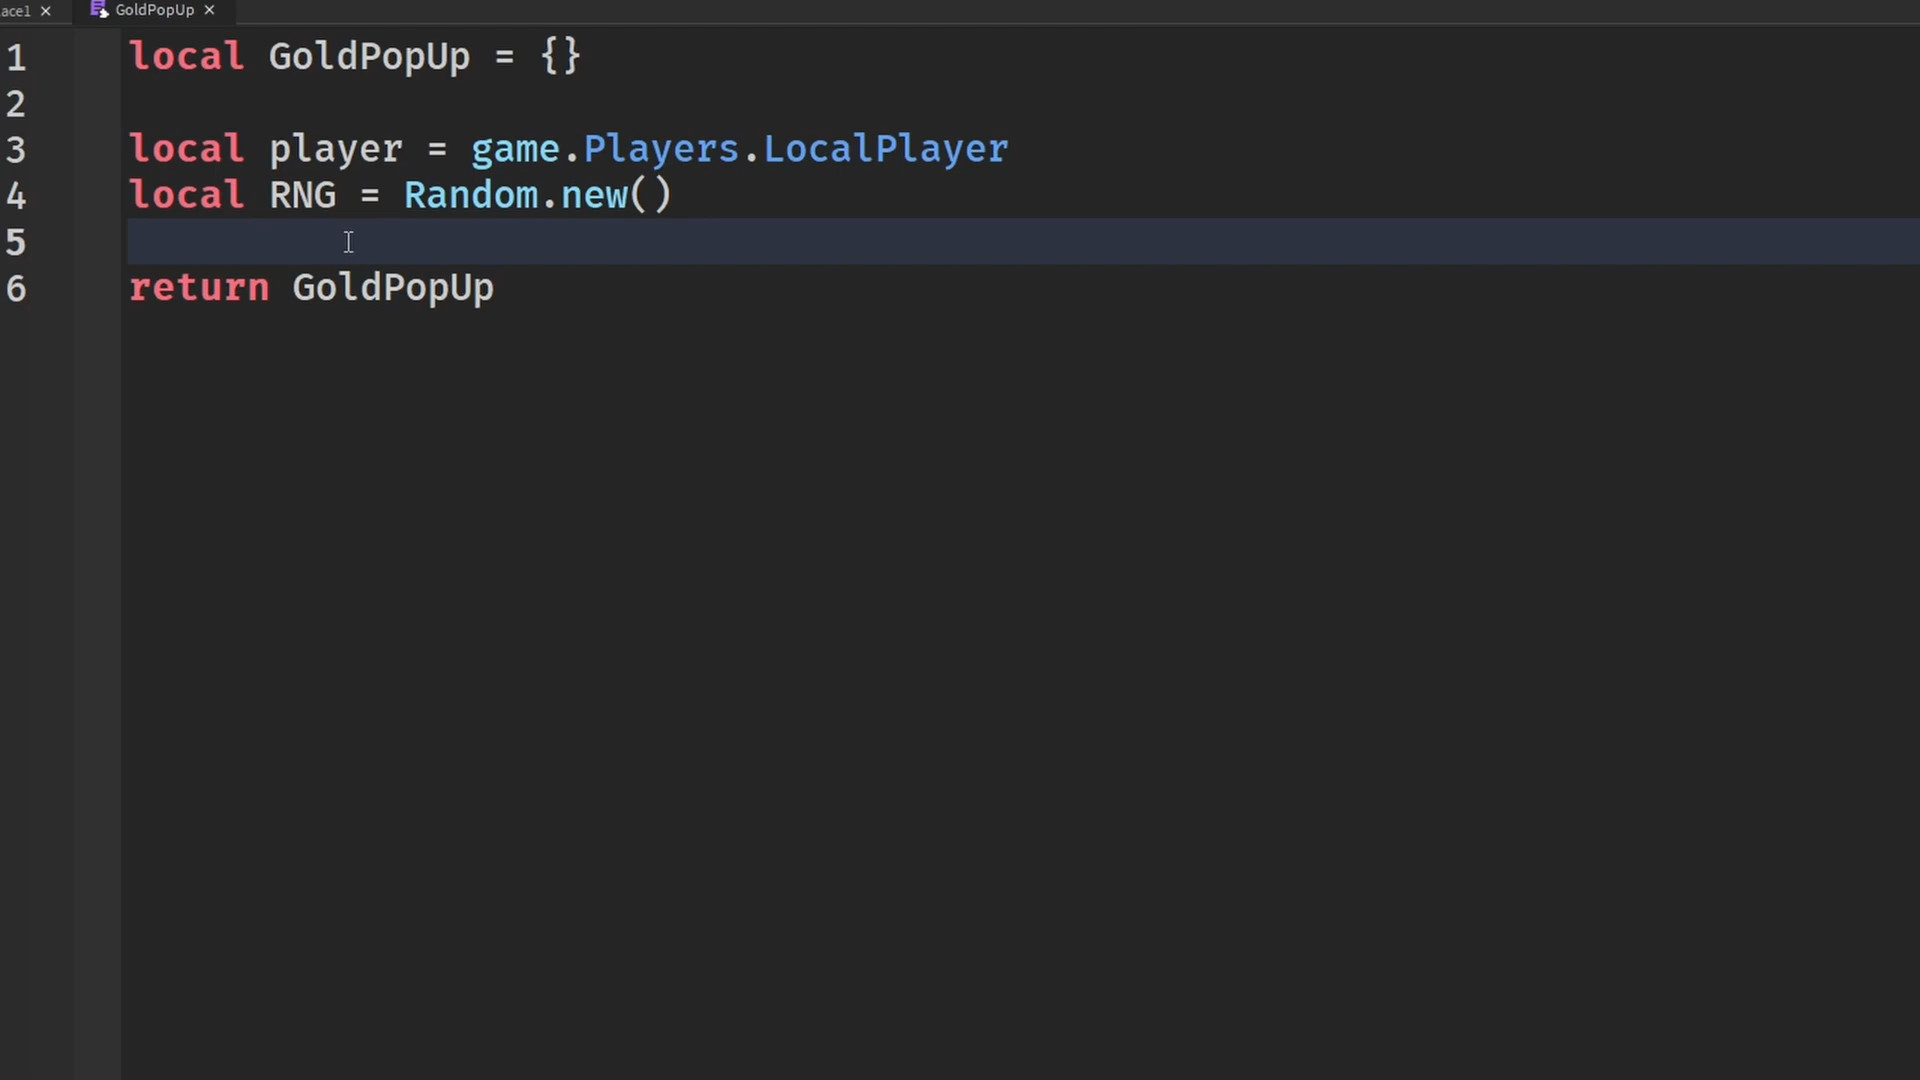 ace1 ×
GoldPopUp ×
1 local GoldPopUp = {}
2
3 local player = game.Players.LocalPlayer
4 local RNG = Random.new()
5
6 return GoldPopUp